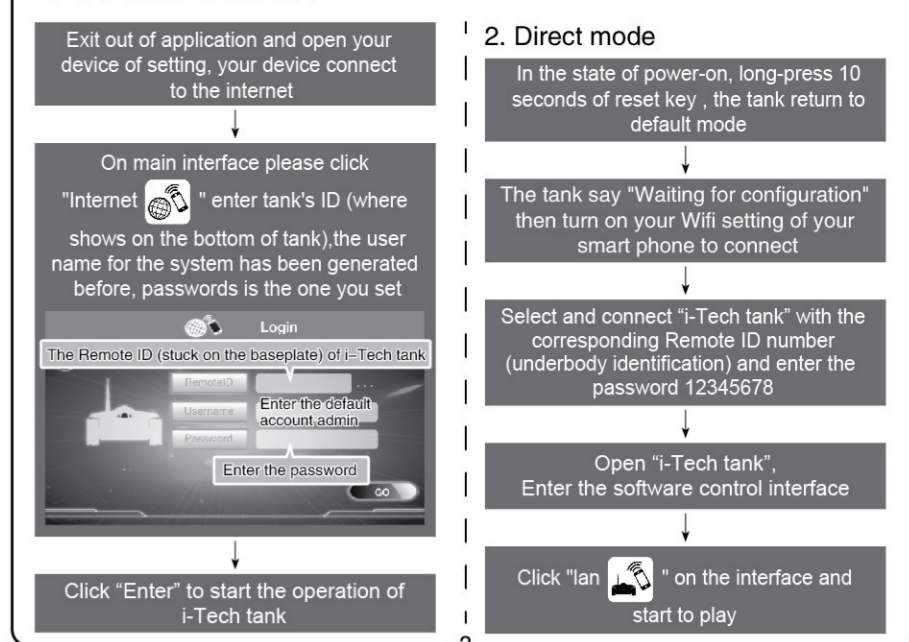 Exit out of application and open your
device of setting, your device connect
to the internet
On main interface please click
"Internet " enter tank's ID (where
shows on the bottom of tank),the user
name for the system has been generated
before, passwords is the one you set
Login
The Remote ID (stuck on the baseplate) of i-Tech tank
RemoteID
...
Username
Enter the default
account admin
Password
Enter the password
GO
Click “Enter” to start the operation of
i-Tech tank
2. Direct mode
In the state of power-on, long-press 10
seconds of reset key , the tank return to
default mode
The tank say "Waiting for configuration"
then turn on your Wifi setting of your
smart phone to connect
Select and connect “i-Tech tank” with the
corresponding Remote ID number
(underbody identification) and enter the
password 12345678
Open “i-Tech tank”,
Enter the software control interface
Click "lan " on the interface and
start to play